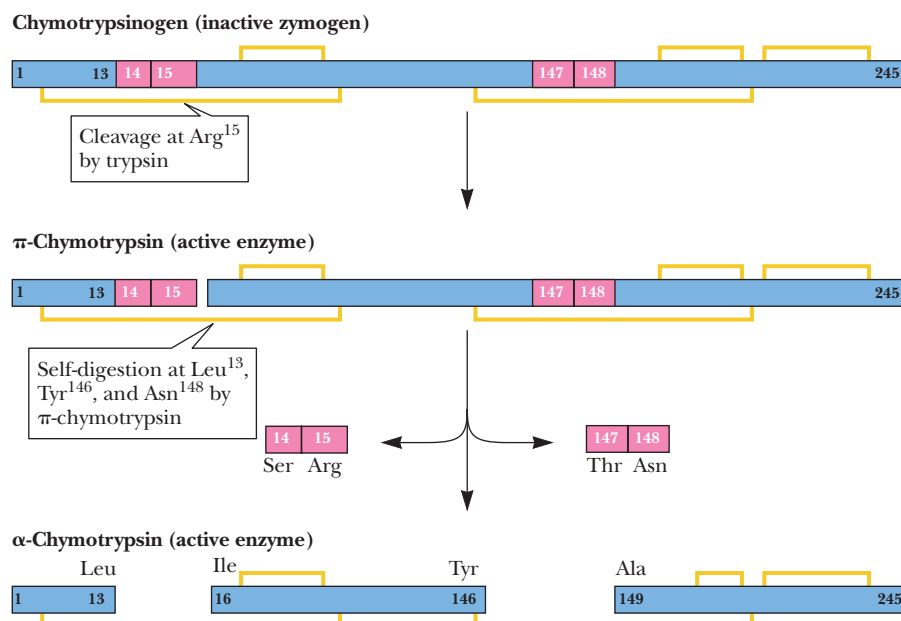 Chymotrypsinogen (inactive zymogen)
1 13 14 15 147 148 245
Cleavage at Arg¹⁵
by trypsin
π-Chymotrypsin (active enzyme)
1 13 14 15 147 148 245
Self-digestion at Leu¹³,
Tyr¹⁴⁶, and Asn¹⁴⁸ by
π-chymotrypsin
14 15 147 148
Ser Arg Thr Asn
α-Chymotrypsin (active enzyme)
Leu Ile Tyr Ala
1 13 16 146 149 245